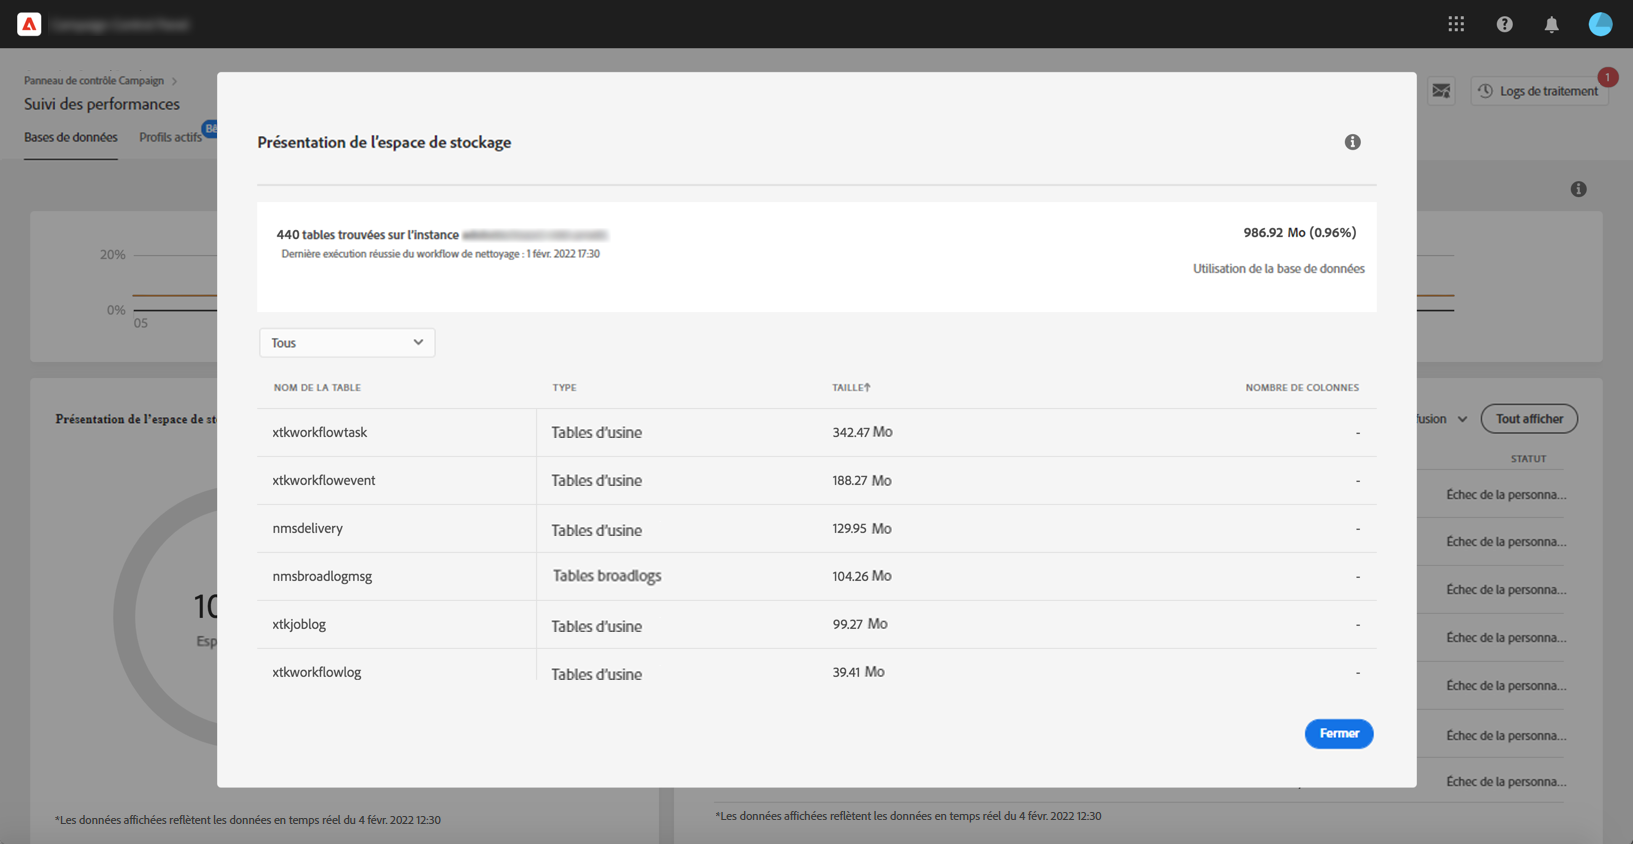 Panneau de contrôle Campaign
Suivi des performances
Bases de données
Profils actifs
Logs de traitement
1
Présentation de l'espace de stockage
440 tables trouvées sur l'instance
Dernière exécution réussie du workflow de nettoyage : 1 févr. 2022 17:30
986.92 Mo (0.96%)
Utilisation de la base de données
20%
0%
05
Tous
NOM DE LA TABLE TYPE TAILLE↑ NOMBRE DE COLONNES
xtkworkflowtask Tables d'usine 342.47 Mo -
xtkworkflowevent Tables d'usine 188.27 Mo -
nmsdelivery Tables d'usine 129.95 Mo -
nmsbroadlogmsg Tables broadlogs 104.26 Mo -
xtkjoblog Tables d'usine 99.27 Mo -
xtkworkflowlog Tables d'usine 39.41 Mo -
Fermer
Présentation de l'espace de
10
Esp
Tout afficher
STATUT
Échec de la personna...
Échec de la personna...
Échec de la personna...
Échec de la personna...
Échec de la personna...
Échec de la personna...
Échec de la personna...
*Les données affichées reflètent les données en temps réel du 4 févr. 2022 12:30
*Les données affichées reflètent les données en temps réel du 4 févr. 2022 12:30